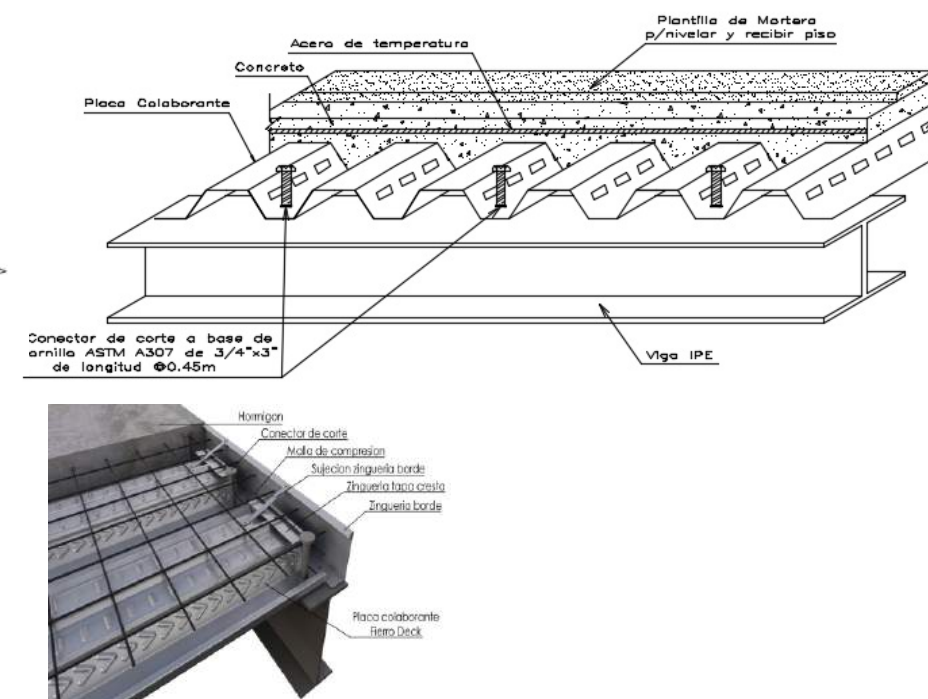 Plantilla de Mortero
p/nivelar y recibir piso
Acero de temperatura
Concreto
Placa Colaborante
Conector de corte a base de
ornillo ASTM A307 de 3/4"x3"
de longitud @0.45m
Viga IPE
Hormigon
Conector de corte
Malla de compresion
Sujecion zingueria borde
Zingueria tapa cresta
Zingueria borde
Placa colaborante
Fierro Deck